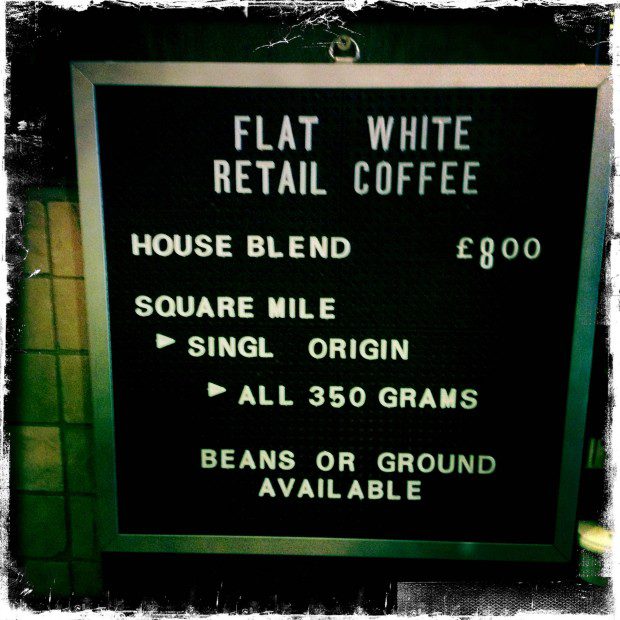 FLAT WHITE
RETAIL COFFEE
HOUSE BLEND £800
SQUARE MILE
SINGL ORIGIN
ALL 350 GRAMS
BEANS OR GROUND
AVAILABLE